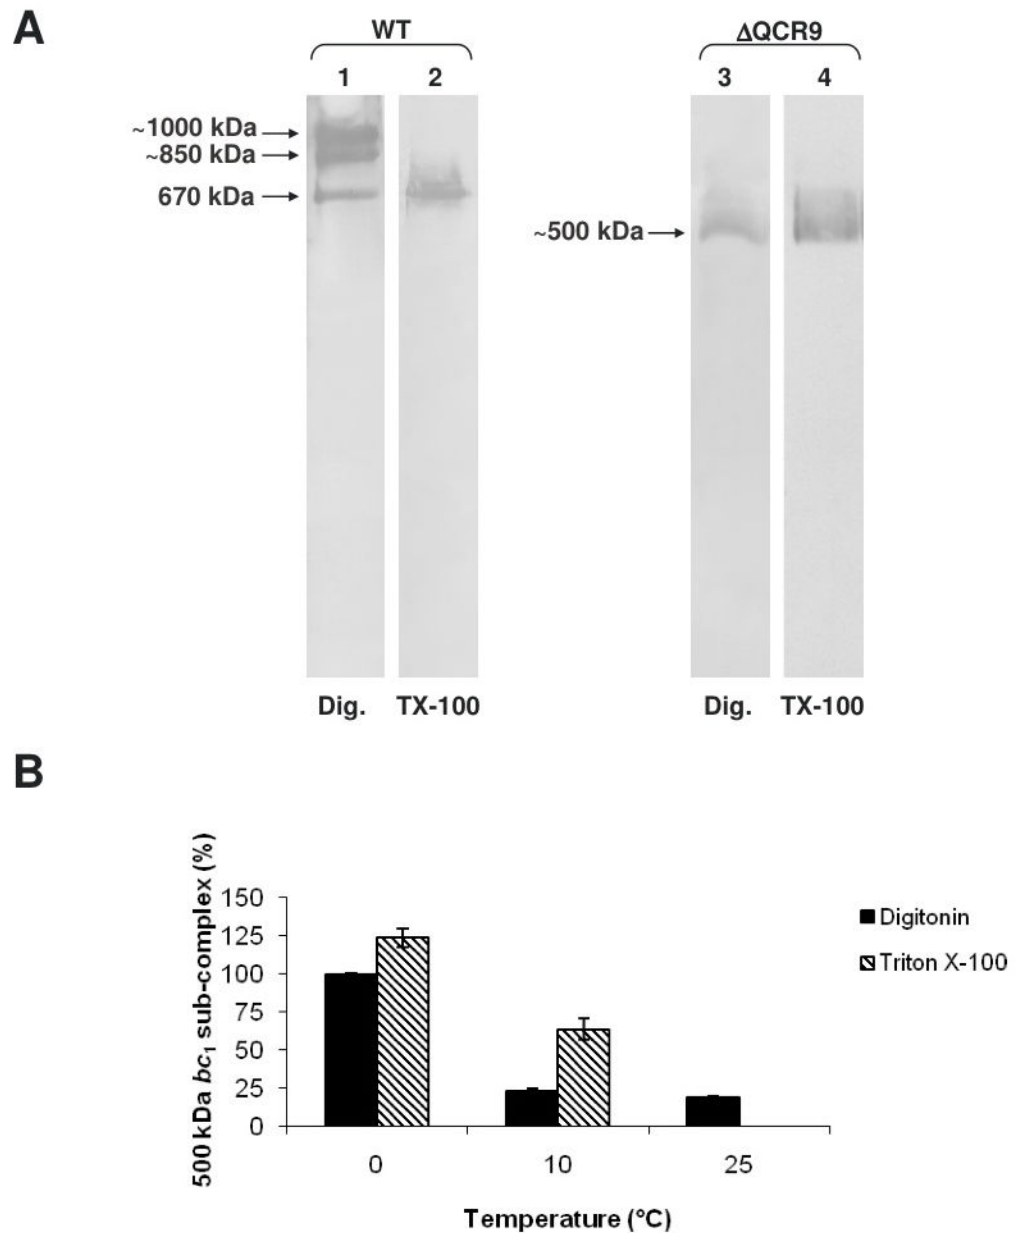 A
WT
ΔQCR9
1 2 3 4
~1000 kDa
~850 kDa
670 kDa
~500 kDa
Dig. TX-100 Dig. TX-100
B
500 kDa bc1 sub-complex (%)
150
125
100
75
50
25
0
0 10 25
Temperature (°C)
Digitonin
Triton X-100